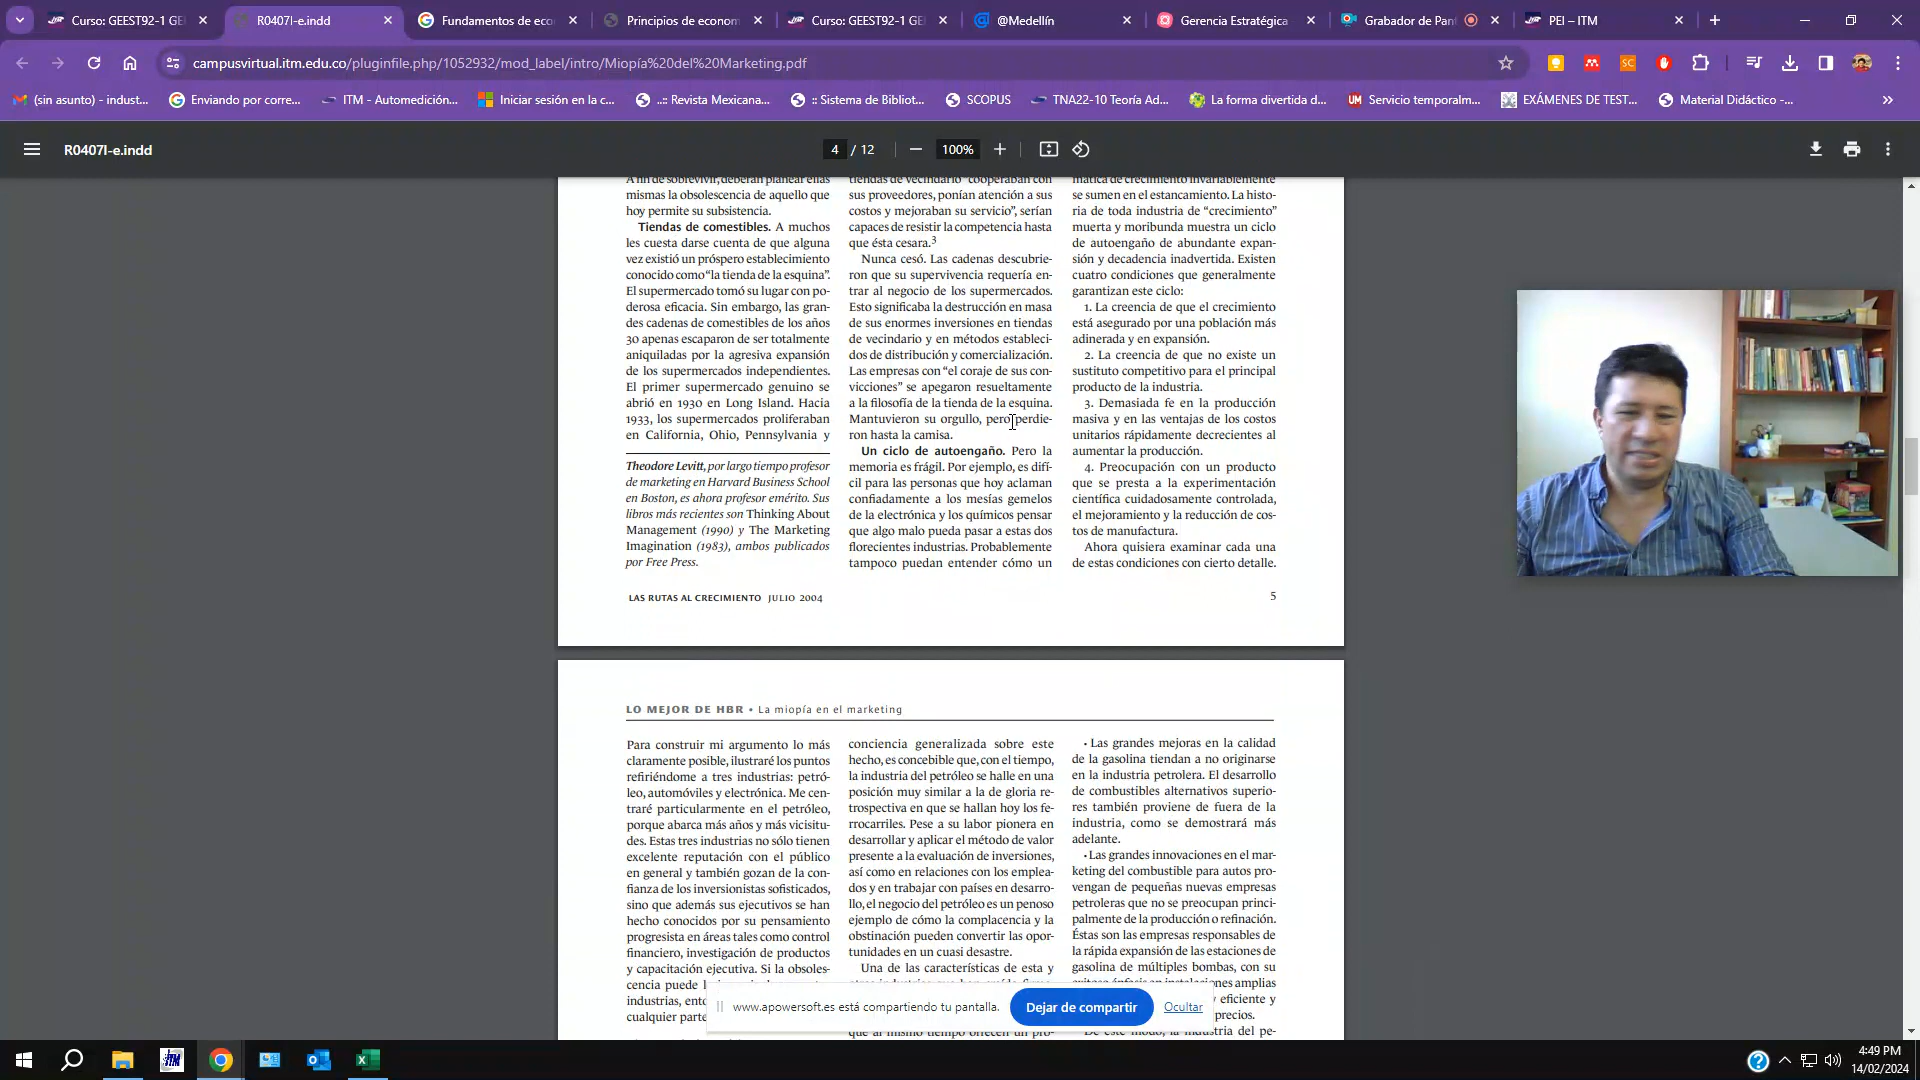 Curso: GEEST92-1 GE
R0407I-e.indd
Fundamentos de eco
Principios de econom
Curso: GEEST92-1 GE
@Medellín
Gerencia Estratégica
Grabador de Pant
PEI – ITM
campusvirtual.itm.edu.co/pluginfile.php/1052932/mod_label/intro/Miopía%20del%20Marketing.pdf
(sin asunto) - indust...
Enviando por corre...
ITM - Automedición...
Iniciar sesión en la c...
..:: Revista Mexicana...
:: Sistema de Bibliot...
SCOPUS
TNA22-10 Teoría Ad...
La forma divertida d...
Servicio temporalm...
EXÁMENES DE TEST...
Material Didáctico -...
R0407I-e.indd
4 / 12
100%
A fin de sobrevivir, deberán planear ellas
mismas la obsolescencia de aquello que
hoy permite su subsistencia.
Tiendas de comestibles. A muchos
les cuesta darse cuenta de que alguna
vez existió un próspero establecimiento
conocido como "la tienda de la esquina".
El supermercado tomó su lugar con po-
derosa eficacia. Sin embargo, las gran-
des cadenas de comestibles de los años
30 apenas escaparon de ser totalmente
aniquiladas por la agresiva expansión
de los supermercados independientes.
El primer supermercado genuino se
abrió en 1930 en Long Island. Hacia
1933, los supermercados proliferaban
en California, Ohio, Pennsylvania y
Theodore Levitt, por largo tiempo profesor
de marketing en Harvard Business School
en Boston, es ahora profesor emérito. Sus
libros más recientes son Thinking About
Management (1990) y The Marketing
Imagination (1983), ambos publicados
por Free Press.
tiendas de vecindario "cooperaban con
sus proveedores, ponían atención a sus
costos y mejoraban su servicio", serían
capaces de resistir la competencia hasta
que ésta cesara.3
Nunca cesó. Las cadenas descubrie-
ron que su supervivencia requería en-
trar al negocio de los supermercados.
Esto significaba la destrucción en masa
de sus enormes inversiones en tiendas
de vecindario y en métodos estableci-
dos de distribución y comercialización.
Las empresas con "el coraje de sus con-
vicciones" se apegaron resueltamente
a la filosofía de la tienda de la esquina.
Mantuvieron su orgullo, pero perdie-
ron hasta la camisa.
Un ciclo de autoengaño. Pero la
memoria es frágil. Por ejemplo, es difí-
cil para las personas que hoy aclaman
confiadamente a los mesías gemelos
de la electrónica y los químicos pensar
que algo malo pueda pasar a estas dos
florecientes industrias. Probablemente
tampoco puedan entender cómo un
mática de crecimiento invariablemente
se sumen en el estancamiento. La histo-
ria de toda industria de "crecimiento"
muerta y moribunda muestra un ciclo
de autoengaño de abundante expan-
sión y decadencia inadvertida. Existen
cuatro condiciones que generalmente
garantizan este ciclo:
1. La creencia de que el crecimiento
está asegurado por una población más
adinerada y en expansión.
2. La creencia de que no existe un
sustituto competitivo para el principal
producto de la industria.
3. Demasiada fe en la producción
masiva y en las ventajas de los costos
unitarios rápidamente decrecientes al
aumentar la producción.
4. Preocupación con un producto
que se presta a la experimentación
científica cuidadosamente controlada,
el mejoramiento y la reducción de cos-
tos de manufactura.
Ahora quisiera examinar cada una
de estas condiciones con cierto detalle.
LAS RUTAS AL CRECIMIENTO JULIO 2004
5
LO MEJOR DE HBR • La miopía en el marketing
Para construir mi argumento lo más
claramente posible, ilustraré los puntos
refiriéndome a tres industrias: petró-
leo, automóviles y electrónica. Me cen-
traré particularmente en el petróleo,
porque abarca más años y más vicisitu-
des. Estas tres industrias no sólo tienen
excelente reputación con el público
en general y también gozan de la con-
fianza de los inversionistas sofisticados,
sino que además sus ejecutivos se han
hecho conocidos por su pensamiento
progresista en áreas tales como control
financiero, investigación de productos
y capacitación ejecutiva. Si la obsoles-
cencia puede
industrias,
cualquier parte
conciencia generalizada sobre este
hecho, es concebible que, con el tiempo,
la industria del petróleo se halle en una
posición muy similar a la de gloria re-
trospectiva en que se hallan hoy los fe-
rrocarriles. Pese a su labor pionera en
desarrollar y aplicar el método de valor
presente a la evaluación de inversiones,
así como en relaciones con los emplea-
dos y en trabajar con países en desarro-
llo, el negocio del petróleo es un penoso
ejemplo de cómo la complacencia y la
obstinación pueden convertir las opor-
tunidades en un cuasi desastre.
Una de las características de esta y
que al mismo tiempo ofrecen un pro-
• Las grandes mejoras en la calidad
de la gasolina tiendan a no originarse
en la industria petrolera. El desarrollo
de combustibles alternativos superio-
res también proviene de fuera de la
industria, como se demostrará más
adelante.
• Las grandes innovaciones en el mar-
keting del combustible para autos pro-
vengan de pequeñas nuevas empresas
petroleras que no se preocupan princi-
palmente de la producción o refinación.
Éstas son las empresas responsables de
la rápida expansión de las estaciones de
gasolina de múltiples bombas, con su
exitoso énfasis en instalaciones amplias
y eficiente y
precios.
De este modo, la industria del pe-
www.apowersoft.es está compartiendo tu pantalla.
Dejar de compartir
Ocultar
4:49 PM
14/02/2024